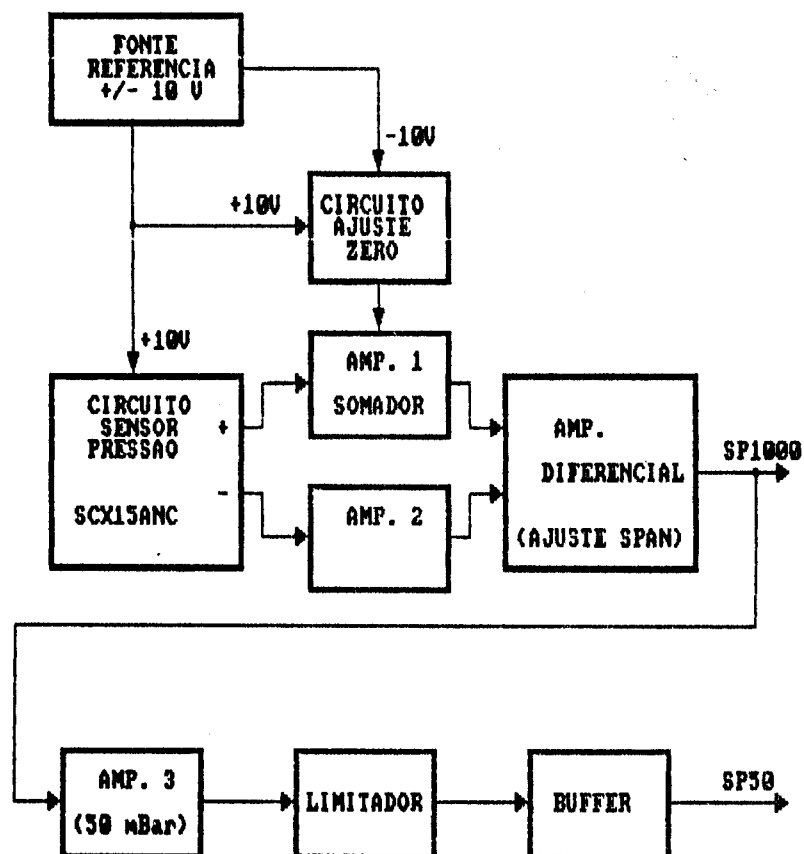 FONTE
REFERENCIA
+/- 10 V
-10V
+10V
CIRCUITO
AJUSTE
ZERO
+10V
AMP. 1
SOMADOR
CIRCUITO
SENSOR +
PRESSAO
-
SCX15ANC
AMP. 2
AMP.
DIFERENCIAL
(AJUSTE SPAN)
SP1000
AMP. 3
(50 mBar)
LIMITADOR
BUFFER
SP50